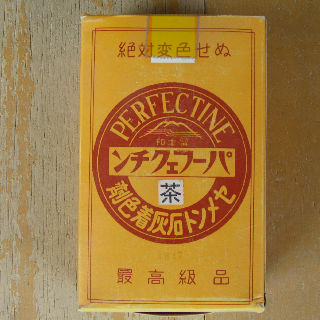 絶対変色せぬ
PERFECTINE
富士印
パーフェクチン
茶
セメント石灰着色剤
最高級品